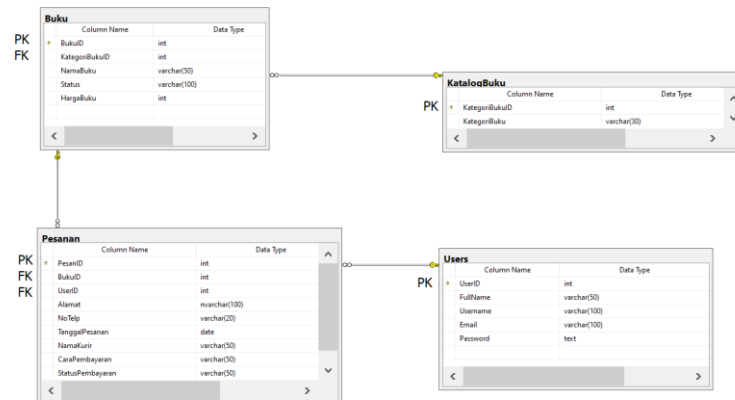 Buku
Column Name Data Type
PK BukuID int
FK KategoriBukuID int
NamaBuku varchar(50)
Status varchar(100)
HargaBuku int
KatalogBuku
Column Name Data Type
PK KategoriBukuID int
KategoriBuku varchar(30)
Pesanan
Column Name Data Type
PK PesanID int
FK BukuID int
FK UserID int
Alamat nvarchar(100)
NoTelp varchar(20)
TanggalPesanan date
NamaKurir varchar(50)
CaraPembayaran varchar(50)
StatusPembayaran varchar(50)
Users
Column Name Data Type
PK UserID int
FullName varchar(50)
Username varchar(100)
Email varchar(100)
Password text